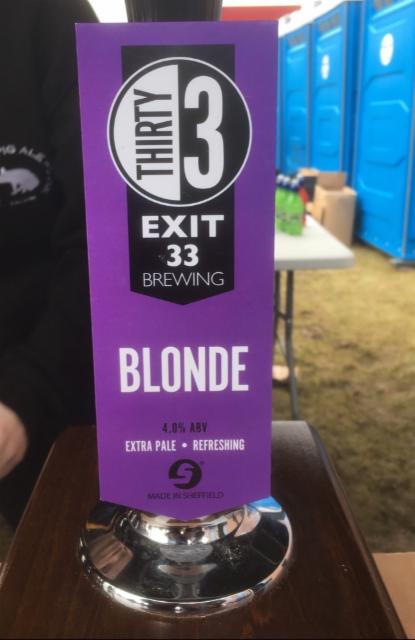 THIRTY
3
EXIT
33
BREWING
BLONDE
4.0% ABV
EXTRA PALE • REFRESHING
MADE IN SHEFFIELD